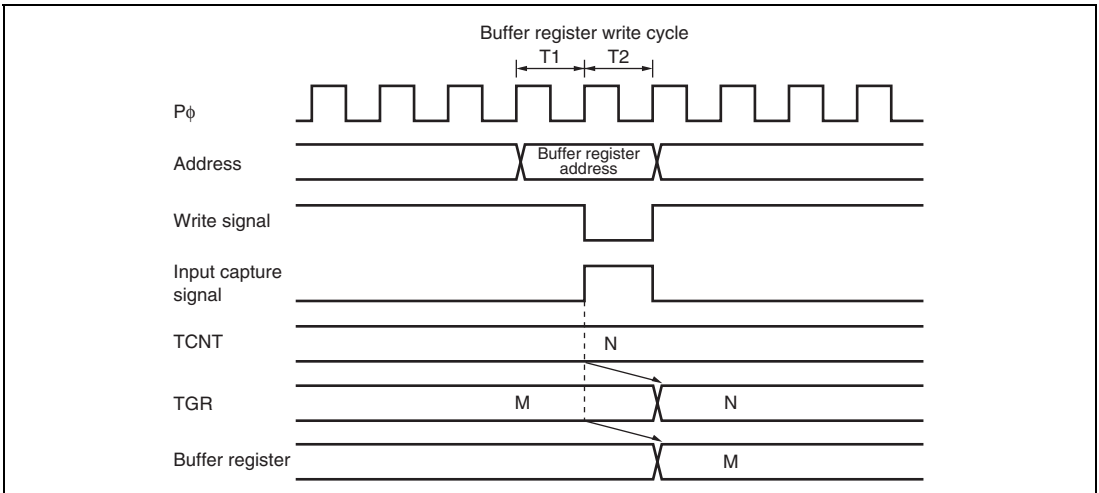 Buffer register write cycle
T1 T2
Pϕ
Address
Buffer register
address
Write signal
Input capture
signal
TCNT
N
TGR
M
N
Buffer register
M